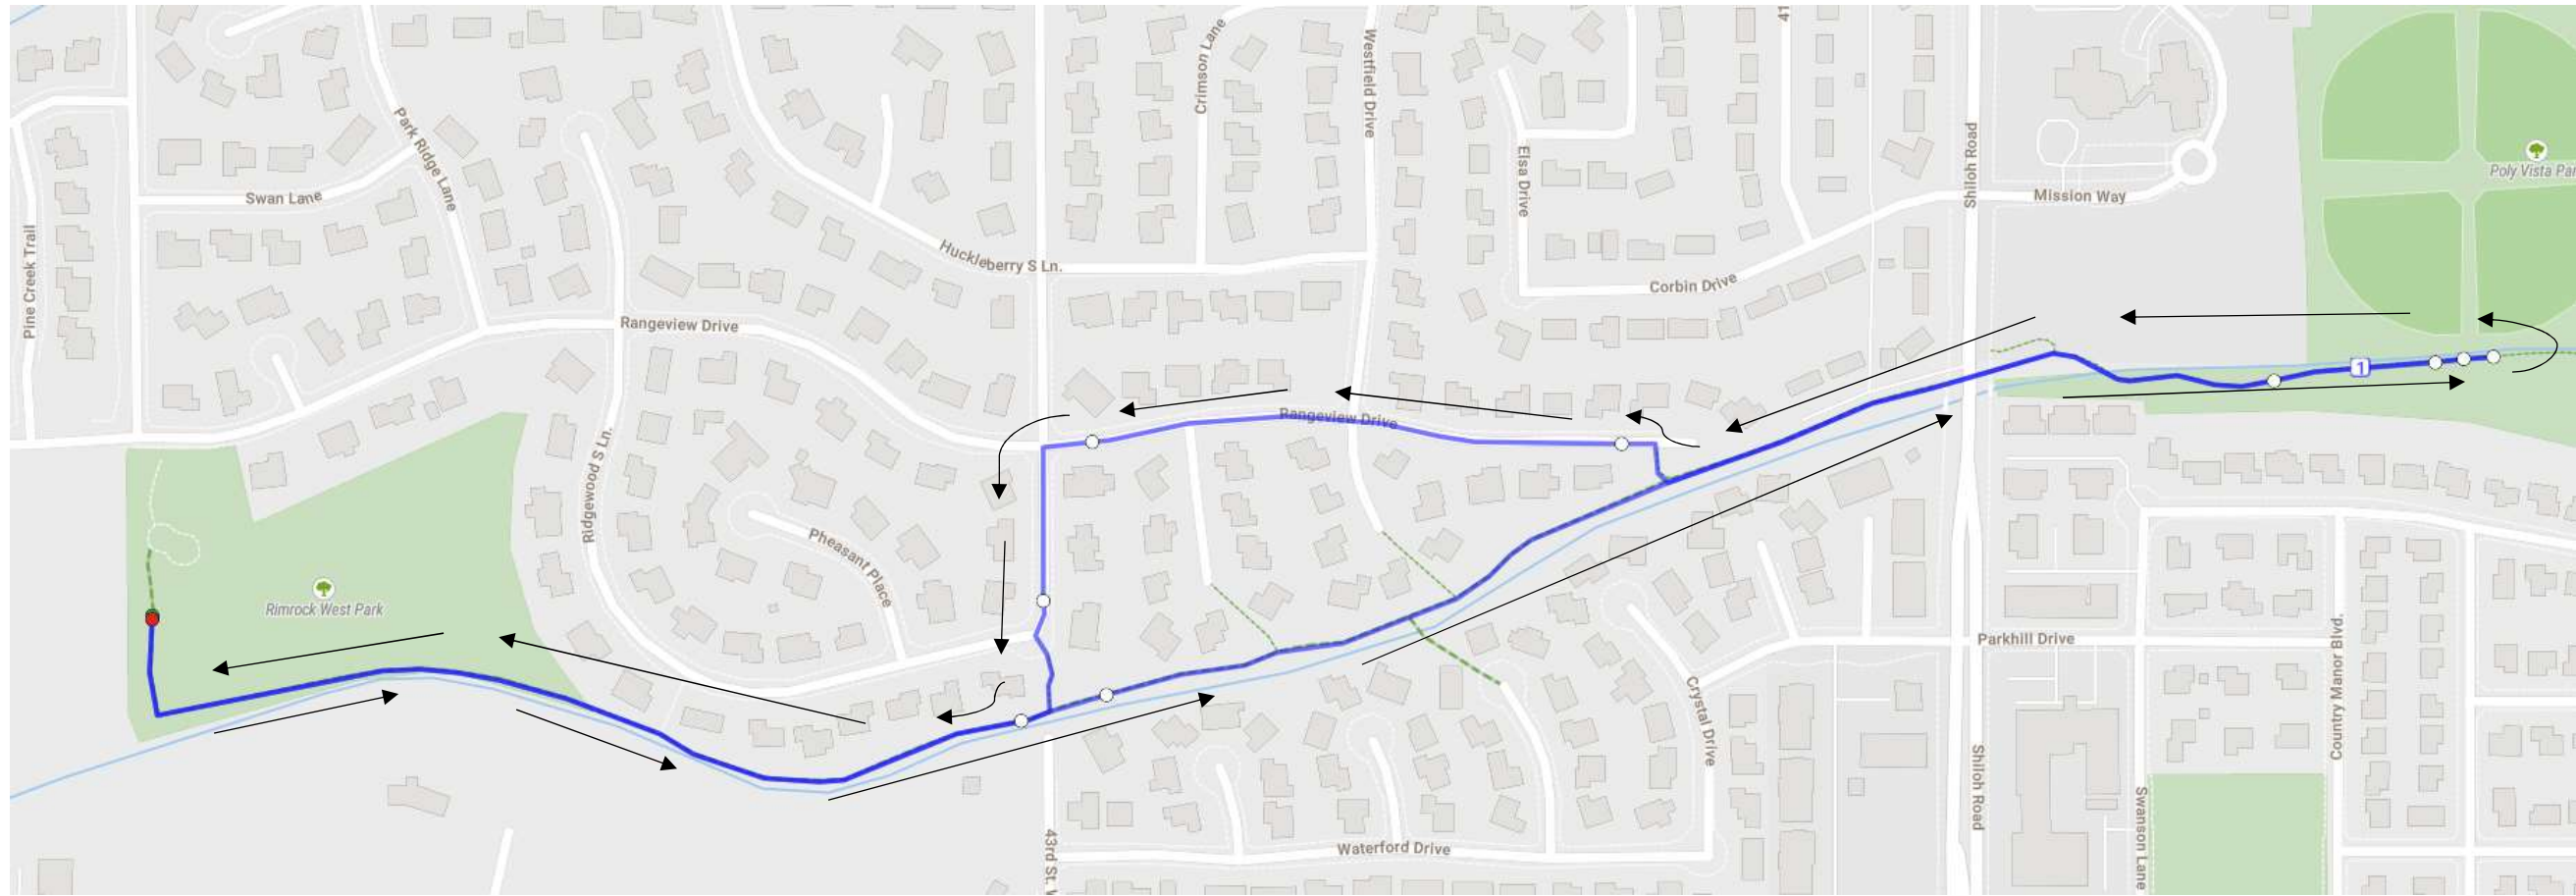 41
Crimson Lane
Westfield Drive
Park Ridge Lane
Elsa Drive
Shiloh Road
Poly Vista Par
Swan Lane
Mission Way
Pine Creek Trail
Huckleberry S Ln.
Corbin Drive
Rangeview Drive
1
Rangeview Drive
Ridgewood S Ln.
Pheasant Place
Rimrock West Park
Parkhill Drive
Country Manor Blvd.
Crystal Drive
Shiloh Road
Swanson Lane
43rd St. W
Waterford Drive